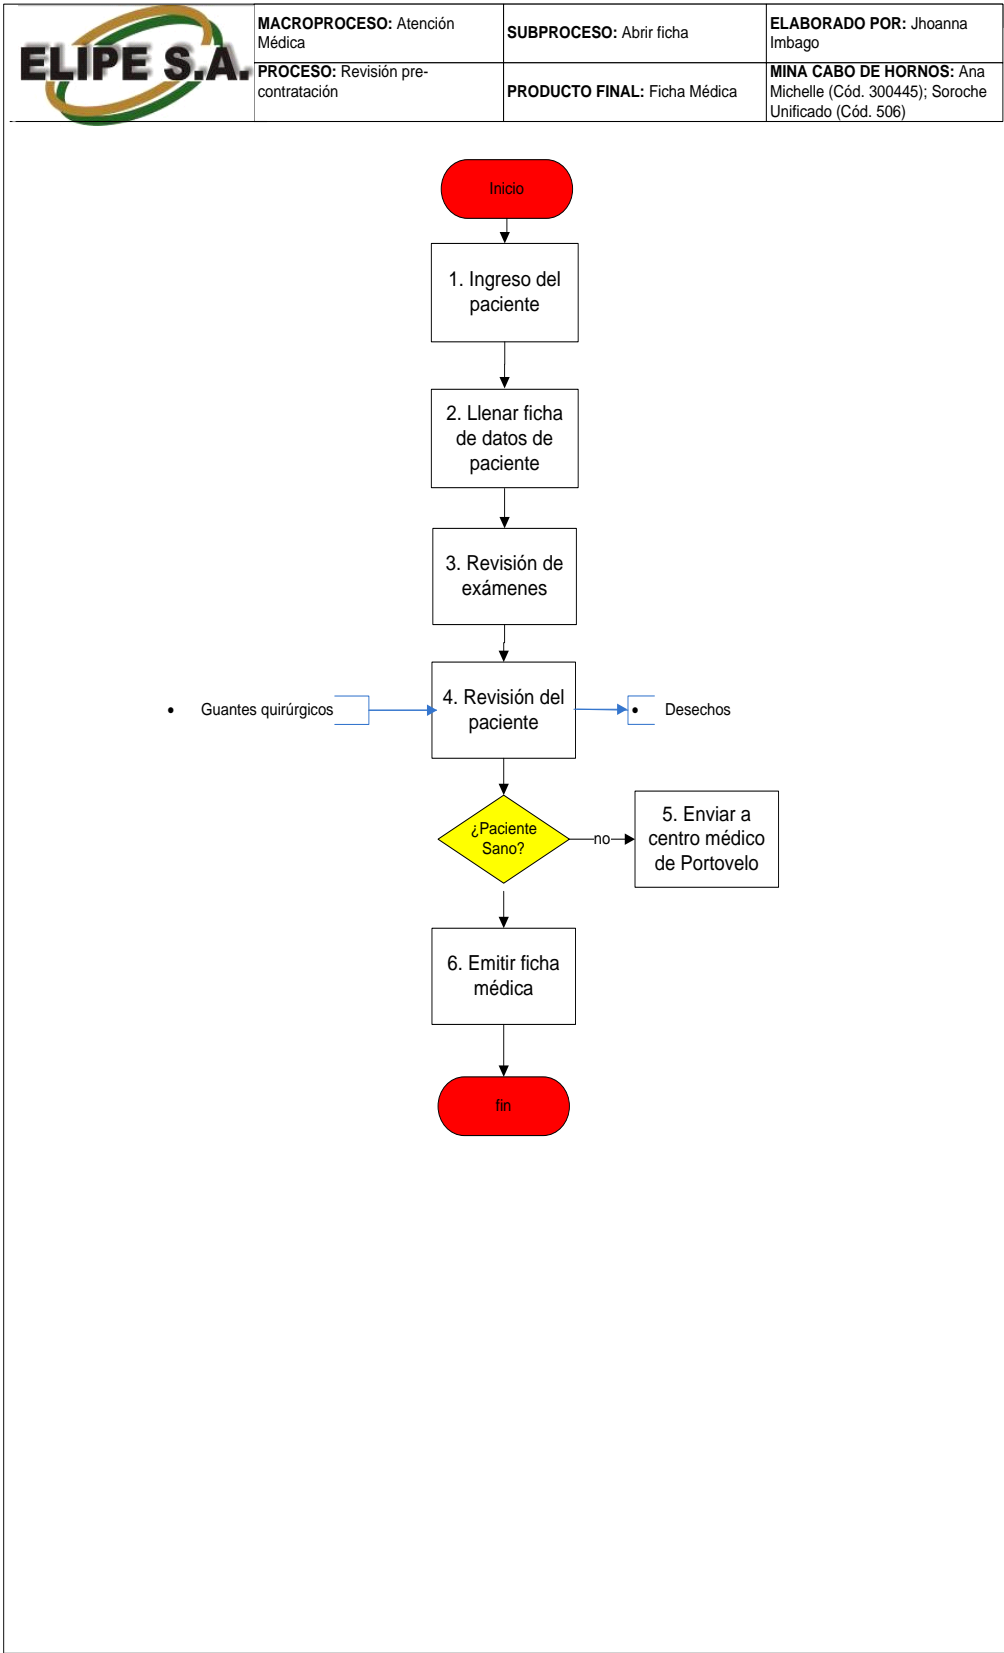 ELIPE S.A.
MACROPROCESO: Atención
Médica
SUBPROCESO: Abrir ficha
ELABORADO POR: Jhoanna
Imbago
PROCESO: Revisión pre-
contratación
PRODUCTO FINAL: Ficha Médica
MINA CABO DE HORNOS: Ana
Michelle (Cód. 300445); Soroche
Unificado (Cód. 506)
Inicio
1. Ingreso del
paciente
2. Llenar ficha
de datos de
paciente
3. Revisión de
exámenes
• Guantes quirúrgicos
4. Revisión del
paciente
• Desechos
¿Paciente
Sano?
no
5. Enviar a
centro médico
de Portovelo
6. Emitir ficha
médica
fin